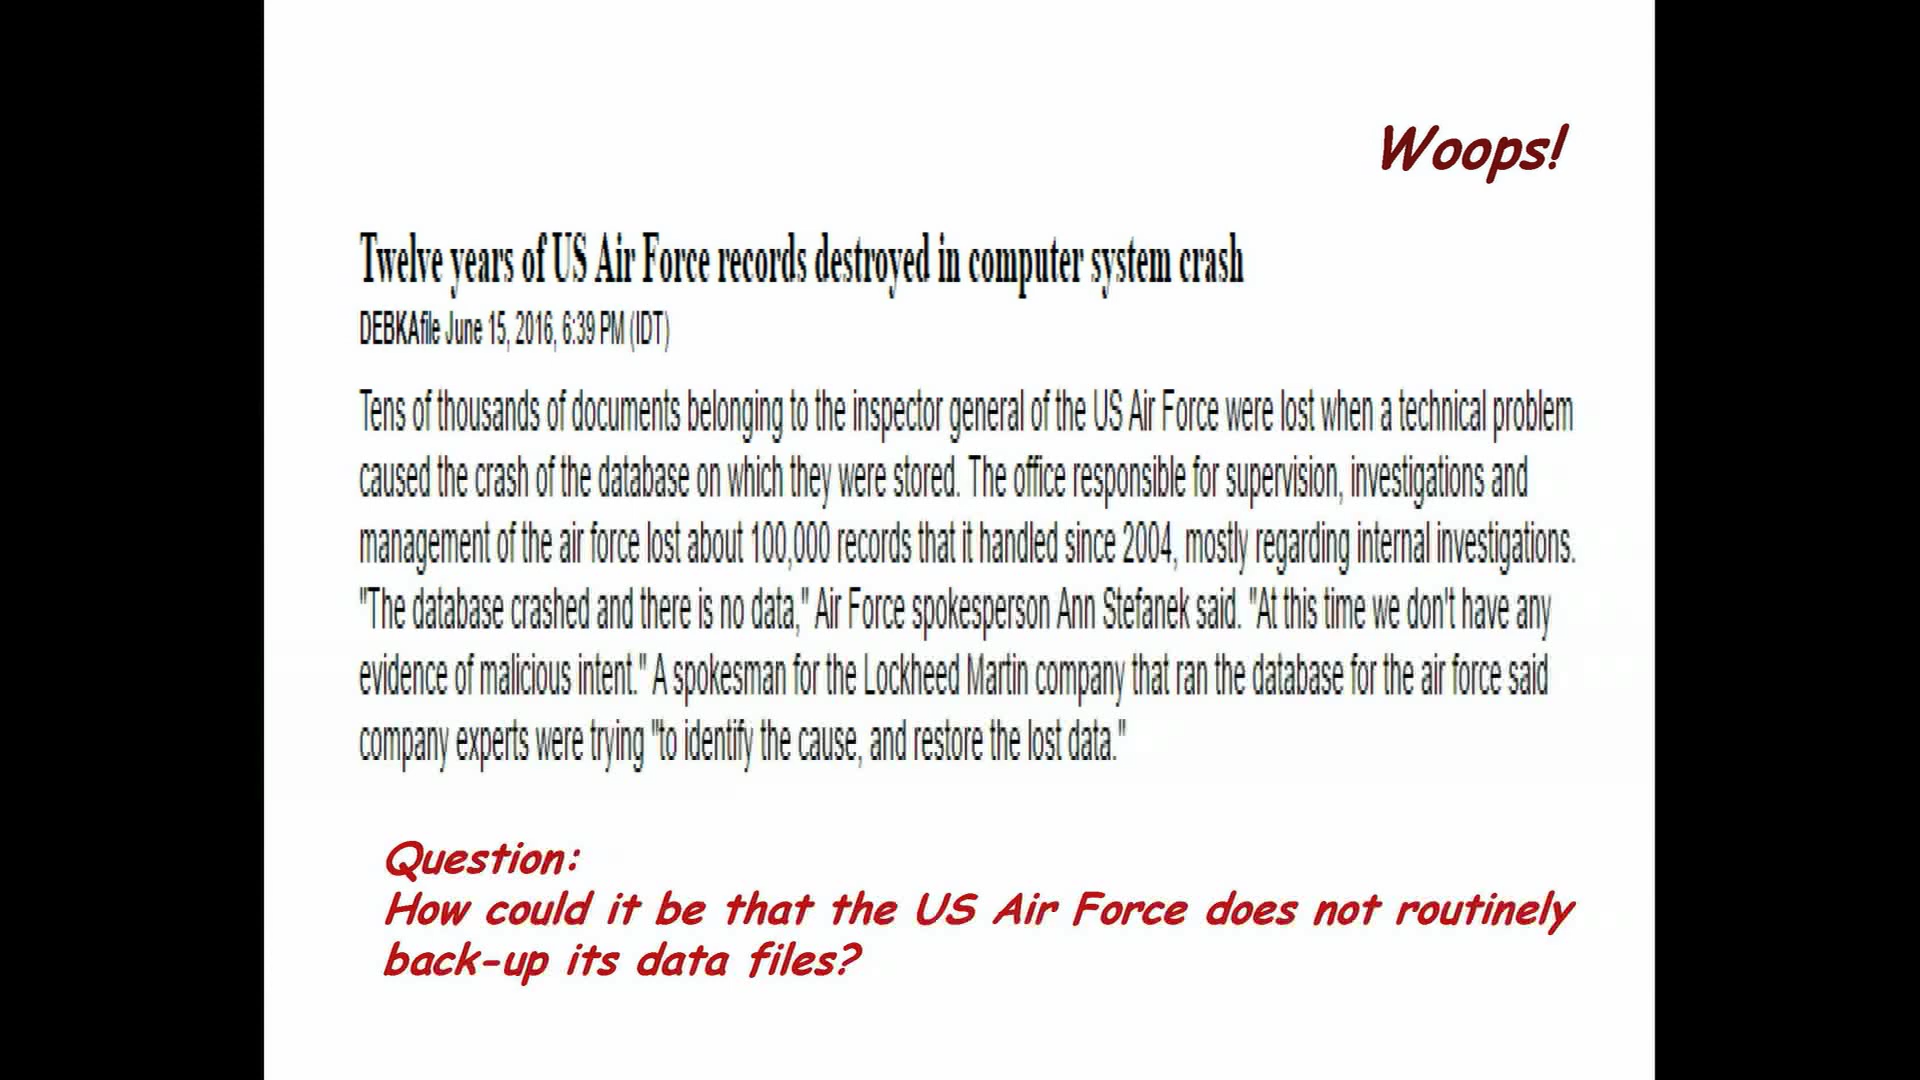 Woops!
Twelve years of US Air Force records destroyed in computer system crash
DEBKAfile June 15, 2016, 6:39 PM (IDT)
Tens of thousands of documents belonging to the inspector general of the US Air Force were lost when a technical problem
caused the crash of the database on which they were stored. The office responsible for supervision, investigations and
management of the air force lost about 100,000 records that it handled since 2004, mostly regarding internal investigations.
"The database crashed and there is no data," Air Force spokesperson Ann Stefanek said. "At this time we don't have any
evidence of malicious intent." A spokesman for the Lockheed Martin company that ran the database for the air force said
company experts were trying "to identify the cause, and restore the lost data."
Question:
How could it be that the US Air Force does not routinely
back-up its data files?